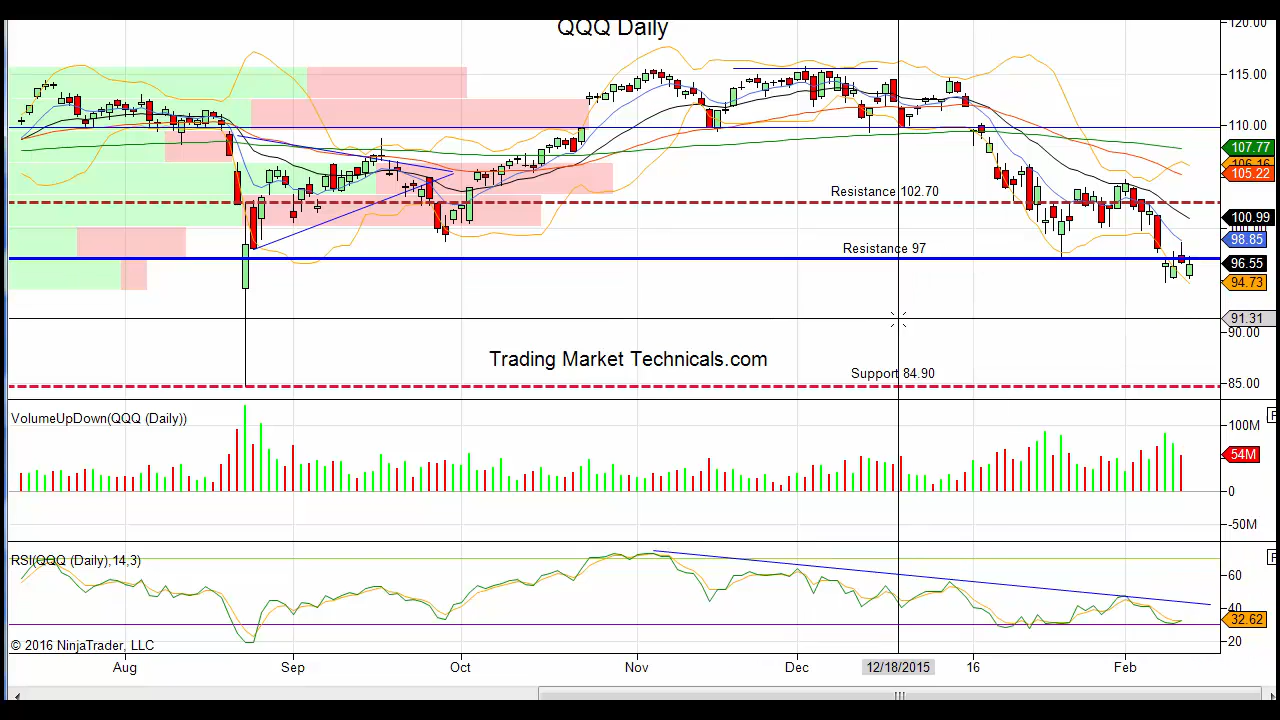 QQQ Daily
120.00
115.00
110.00
107.77
105.22
Resistance 102.70
100.99
98.85
Resistance 97
96.55
94.73
91.31
90.00
Trading Market Technicals.com
Support 84.90
85.00
VolumeUpDown(QQQ (Daily))
100M
54M
0
-50M
RSI(QQQ (Daily),14,3)
60
40
32.62
20
© 2016 NinjaTrader, LLC
Aug Sep Oct Nov Dec 12/18/2015 16 Feb